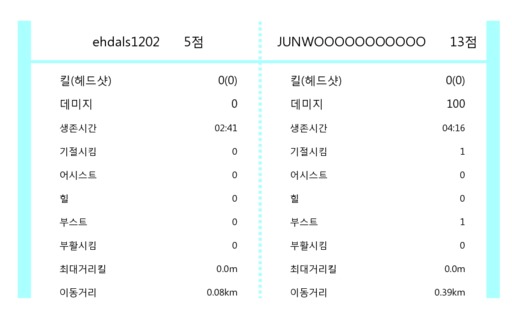 ehdals1202 5점
킬(헤드샷) 0(0)
데미지 0
생존시간 02:41
기절시킴 0
어시스트 0
힐 0
부스트 0
부활시킴 0
최대거리킬 0.0m
이동거리 0.08km
JUNWOOOOOOOOOOO 13점
킬(헤드샷) 0(0)
데미지 100
생존시간 04:16
기절시킴 1
어시스트 0
힐 0
부스트 1
부활시킴 0
최대거리킬 0.0m
이동거리 0.39km